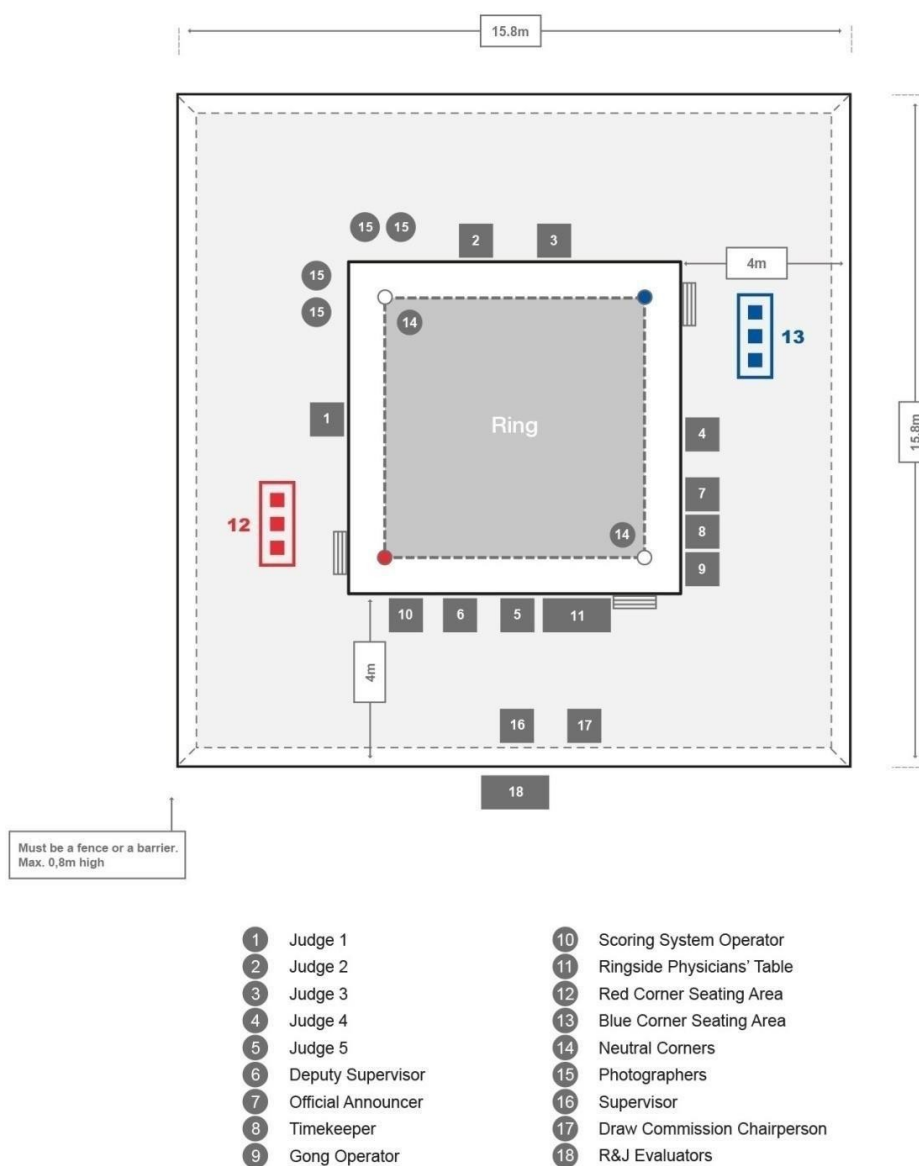 15.8m
15 15
2
3
15
4m
15
14
13
1
Ring
4
15.8m
7
12
14
8
9
10
6
5
11
4m
16
17
18
Must be a fence or a barrier.
Max. 0,8m high
1 Judge 1
2 Judge 2
3 Judge 3
4 Judge 4
5 Judge 5
6 Deputy Supervisor
7 Official Announcer
8 Timekeeper
9 Gong Operator
10 Scoring System Operator
11 Ringside Physicians' Table
12 Red Corner Seating Area
13 Blue Corner Seating Area
14 Neutral Corners
15 Photographers
16 Supervisor
17 Draw Commission Chairperson
18 R&J Evaluators